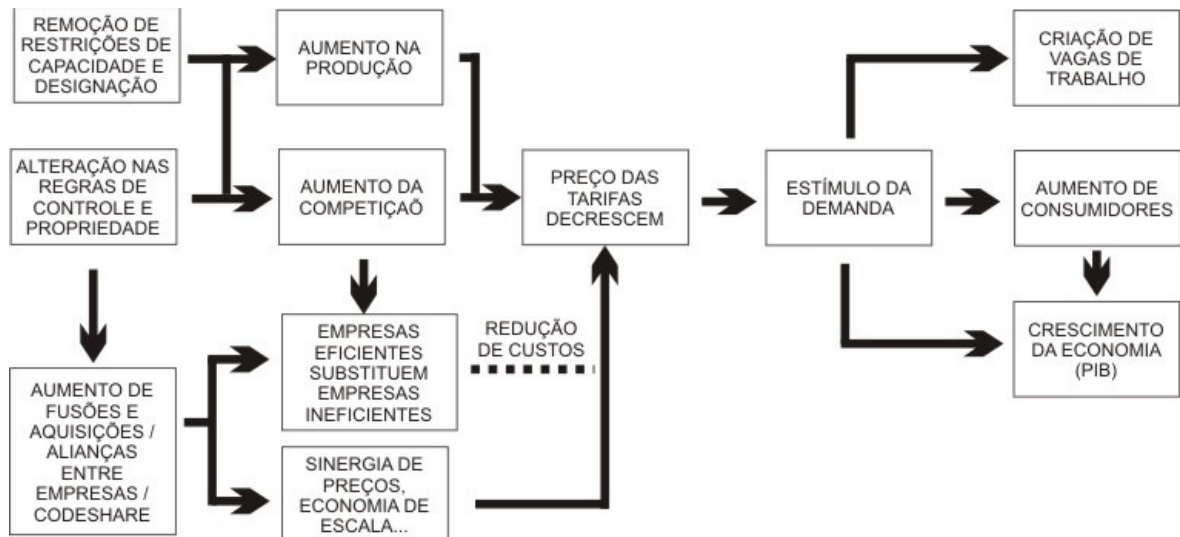 REMOÇÃO DE
RESTRIÇÕES DE
CAPACIDADE E
DESIGNAÇÃO
AUMENTO NA
PRODUÇÃO
CRIAÇÃO DE
VAGAS DE
TRABALHO
ALTERAÇÃO NAS
REGRAS DE
CONTROLE E
PROPRIEDADE
AUMENTO DA
COMPETIÇAÕ
PREÇO DAS
TARIFAS
DECRESCEM
ESTÍMULO DA
DEMANDA
AUMENTO DE
CONSUMIDORES
EMPRESAS
EFICIENTES
SUBSTITUEM
EMPRESAS
INEFICIENTES
REDUÇÃO
DE CUSTOS
CRESCIMENTO
DA ECONOMIA
(PIB)
AUMENTO DE
FUSÕES E
AQUISIÇÕES /
ALIANÇAS
ENTRE
EMPRESAS /
CODESHARE
SINERGIA DE
PREÇOS,
ECONOMIA DE
ESCALA...